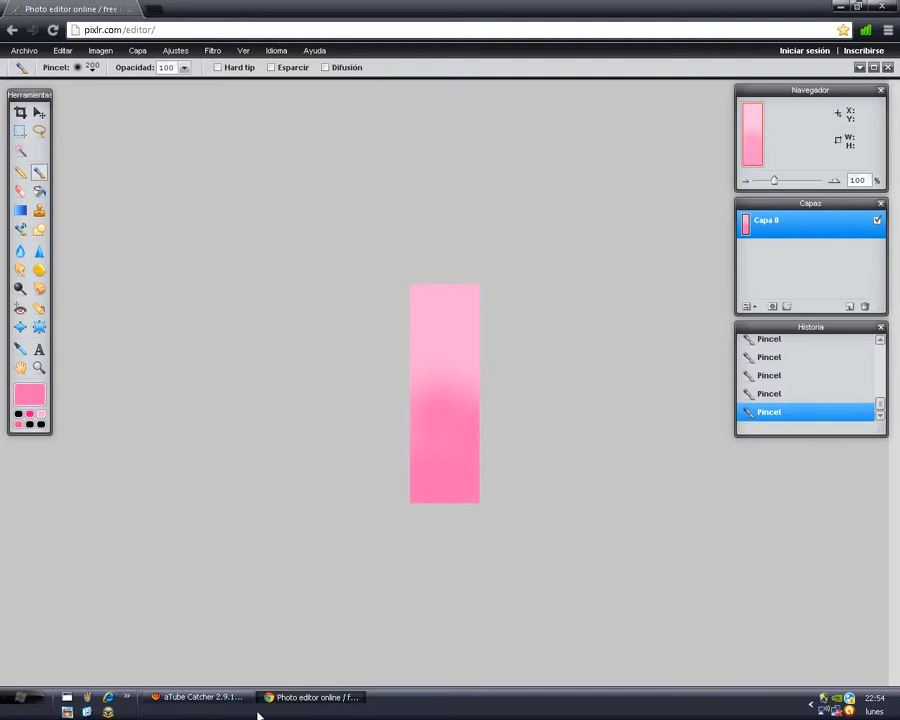 Photo editor online / free
pixlr.com/editor/
Archivo Editar Imagen Capa Ajustes Filtro Ver Idioma Ayuda Iniciar sesión Inscribirse
Pincel: 200 Opacidad: 100 Hard tip Esparcir Difusión
Herramientas
Navegador
X:
Y:
W:
H:
100 %
Capas
Capa 0
Historia
Pincel
Pincel
Pincel
Pincel
Pincel
aTube Catcher 2.9.1... Photo editor online / f... 22:54
lunes